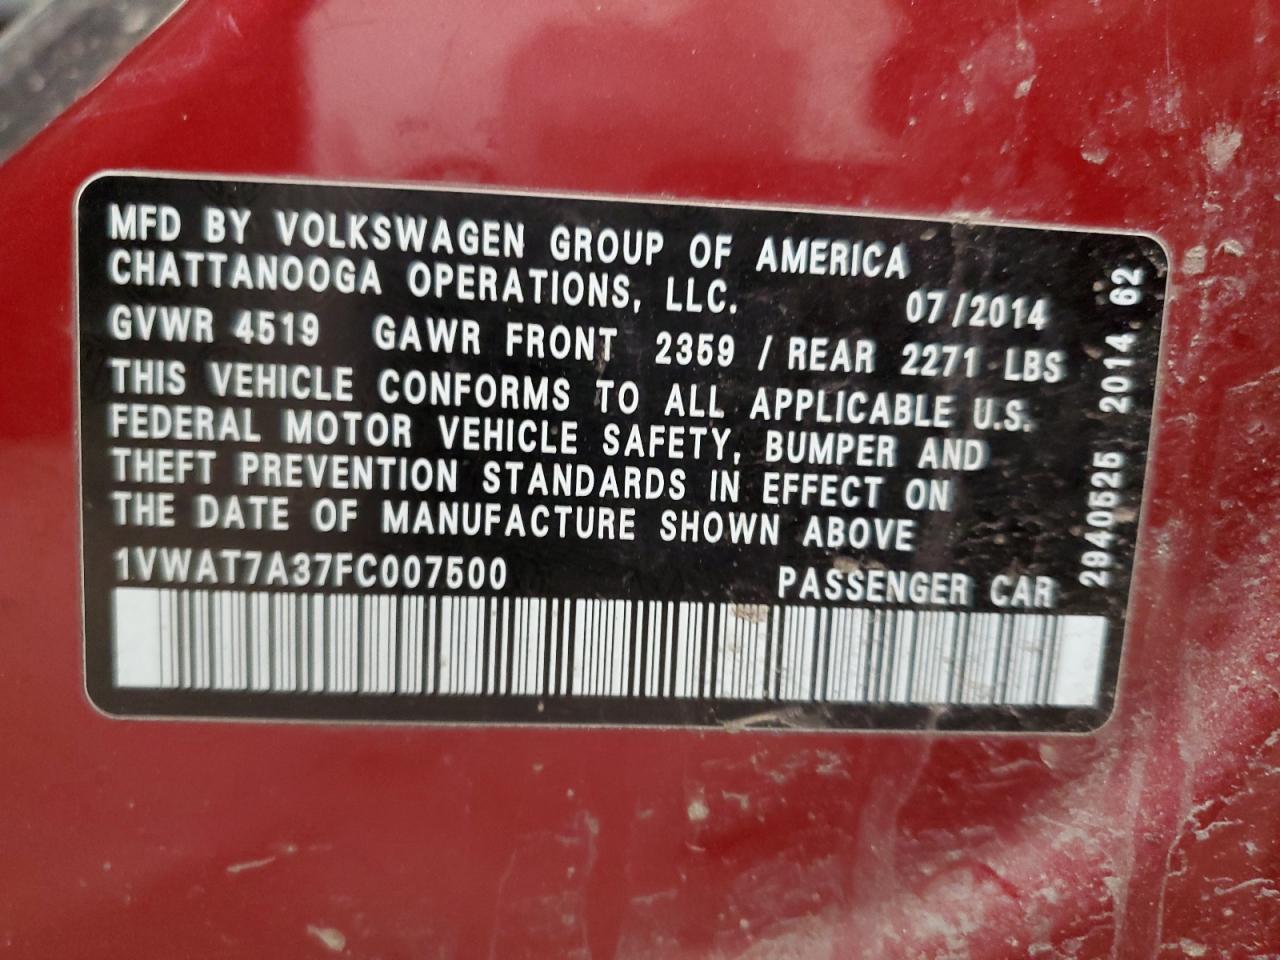 MFD BY VOLKSWAGEN GROUP OF AMERICA
CHATTANOOGA OPERATIONS, LLC.
07/2014
GVWR 4519 GAWR FRONT 2359 / REAR 2271 LBS
THIS VEHICLE CONFORMS TO ALL APPLICABLE U.S.
FEDERAL MOTOR VEHICLE SAFETY, BUMPER AND
THEFT PREVENTION STANDARDS IN EFFECT ON
THE DATE OF MANUFACTURE SHOWN ABOVE
1VWAT7A37FC007500 PASSENGER CAR
2940525 2014 62